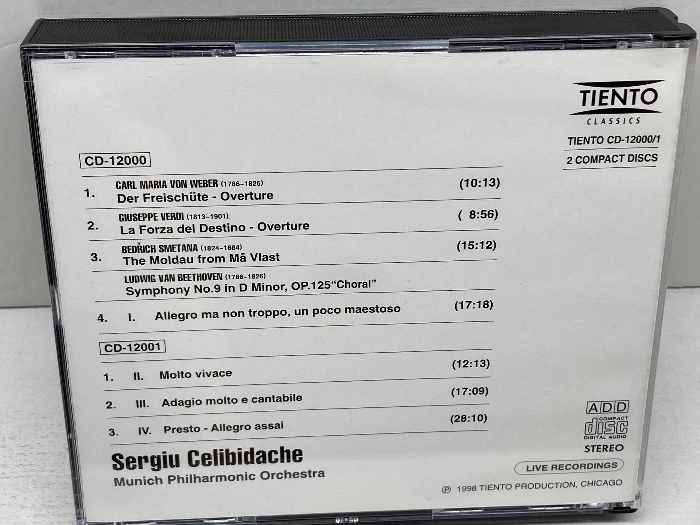 TIENTO
CLASSICS
TIENTO CD-12000/1
2 COMPACT DISCS
CD-12000
1. CARL MARIA VON WEBER (1786-1826)
Der Freischüte - Overture (10:13)
2. GIUSEPPE VERDI (1813-1901)
La Forza del Destino - Overture ( 8:56)
3. BEDŘICH SMETANA (1824-1884)
The Moldau from Mā Vlast (15:12)
LUDWIG VAN BEETHOVEN (1786-1826)
Symphony No.9 in D Minor, OP.125"Choral"
4. I. Allegro ma non troppo, un poco maestoso (17:18)
CD-12001
1. II. Molto vivace (12:13)
2. III. Adagio molto e cantabile (17:09)
3. IV. Presto - Allegro assai (28:10)
Sergiu Celibidache
Munich Philharmonic Orchestra
ADD
COMPACT
disc
DIGITAL AUDIO
STEREO
LIVE RECORDINGS
℗ 1998 TIENTO PRODUCTION, CHICAGO